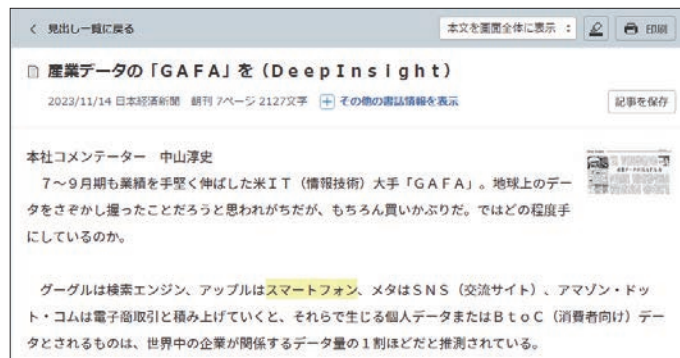 く 見出し一覧に戻る 本文を画面全体に表示 印刷
産業データの「GAFA」を（DeepInsight）
2023/11/14 日本経済新聞 朝刊 7ページ 2127文字 + その他の書誌情報を表示 記事を保存
本社コメンテーター　中山淳史
　7〜9月期も業績を手堅く伸ばした米IT（情報技術）大手「GAFA」。地球上のデー
タをさぞかし握ったことだろうと思われがちだが、もちろん買いかぶりだ。ではどの程度手
にしているのか。
　グーグルは検索エンジン、アップルはスマートフォン、メタはSNS（交流サイト）、アマゾン・ドッ
ト・コムは電子商取引と積み上げていくと、それらで生じる個人データまたはBtoC（消費者向け）デー
タとされるものは、世界中の企業が関係するデータ量の1割ほどだと推測されている。